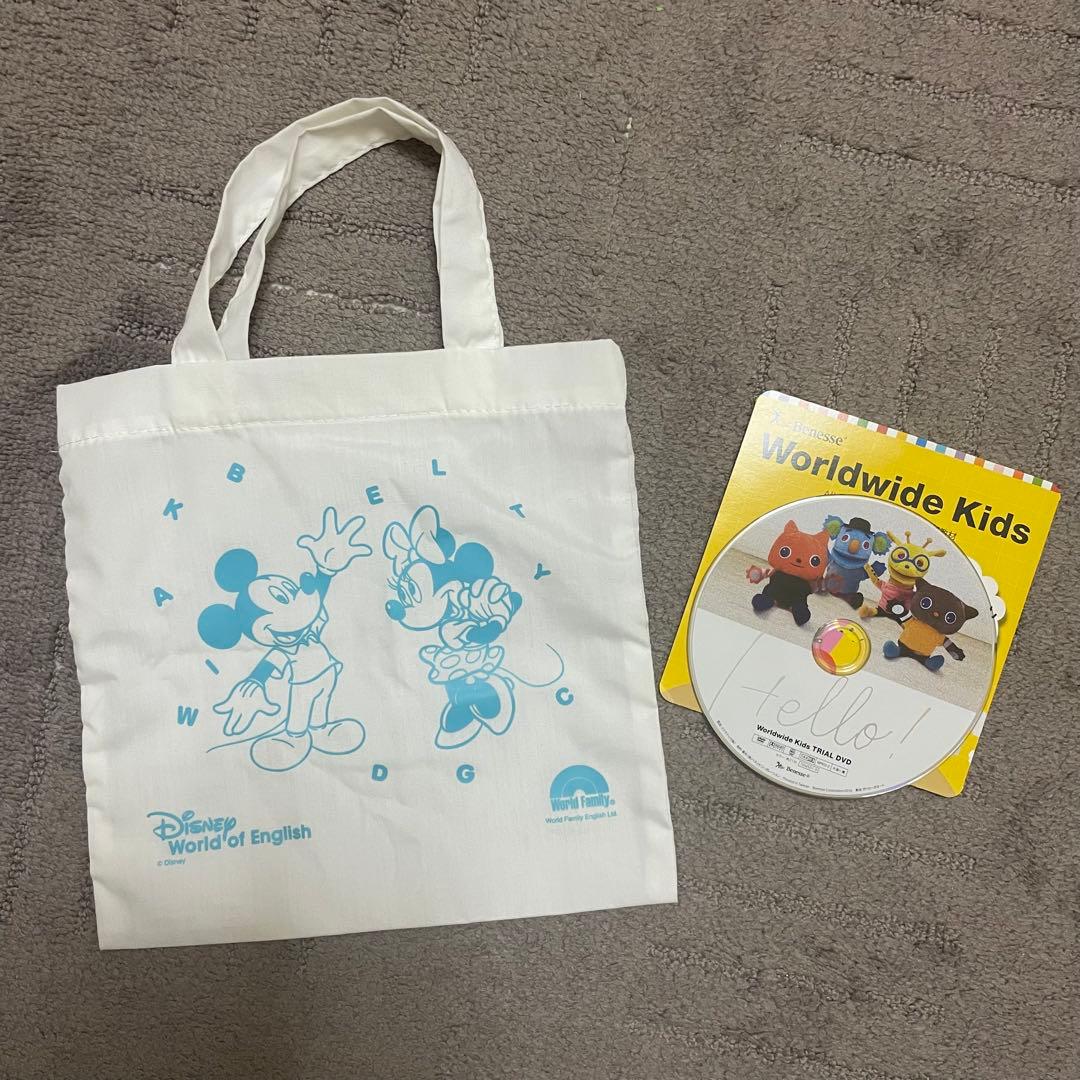 B
L
E
K
T
A
Y
I
W
C
D
G
Disney
World of English
© Disney
World Family®
World Family English Ltd.
Benesse®
Worldwide Kids
Hello!
Worldwide Kids TRIAL DVD
Benesse®